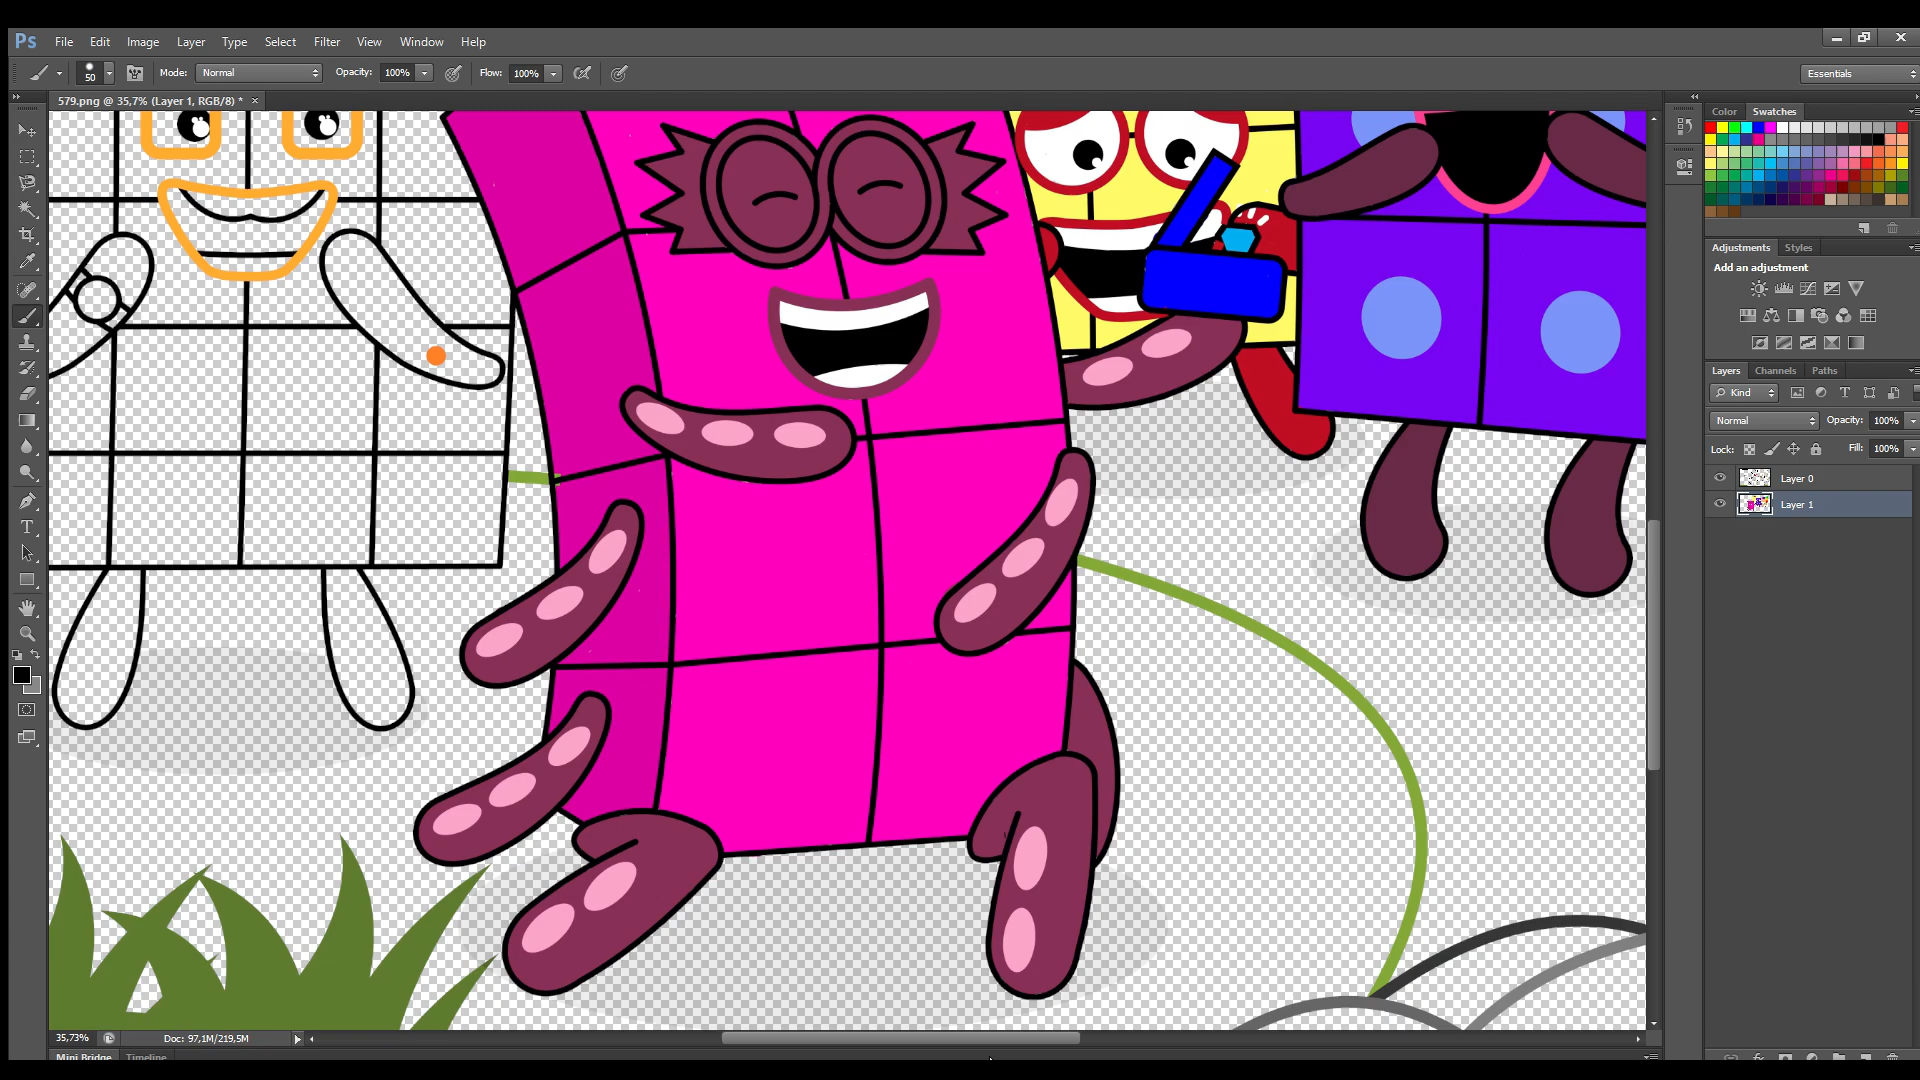 Ps File Edit Image Layer Type Select Filter View Window Help
50 Mode: Normal Opacity: 100% Flow: 100% Essentials
579.png @ 35,7% (Layer 1, RGB/8) * ×
Color Swatches
Adjustments Styles
Add an adjustment
Layers Channels Paths
Kind
Normal Opacity: 100%
Lock: Fill: 100%
Layer 0
Layer 1
T
35,73% Doc: 97,1M/219,5M
Mini Bridge Timeline